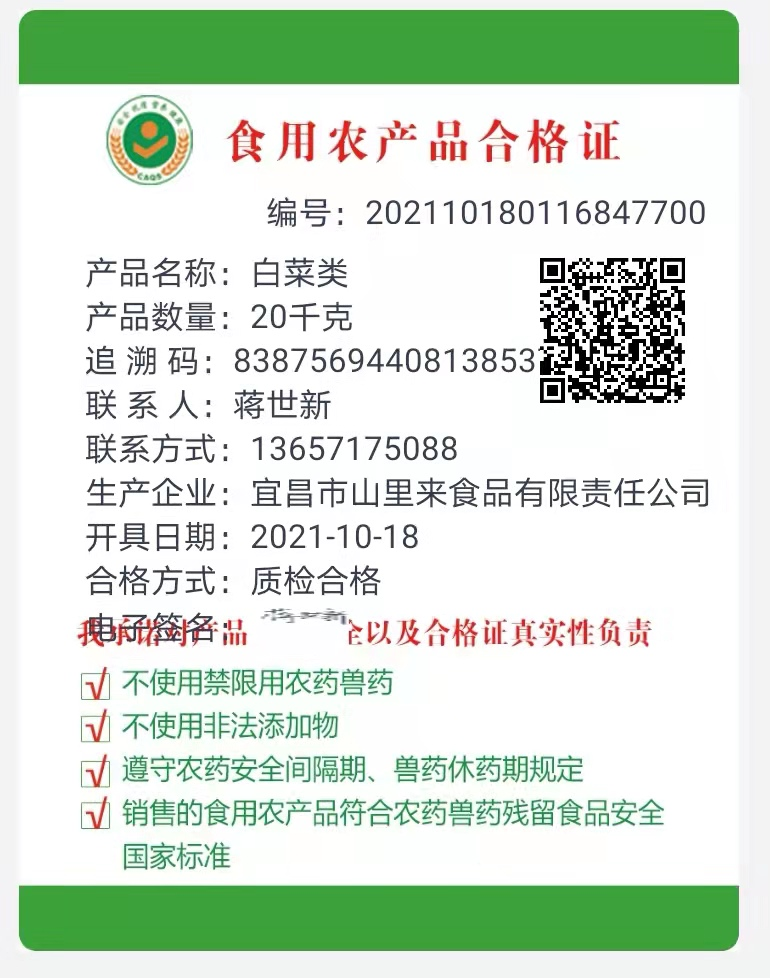 食用农产品合格证
编号：202110180116847700
产品名称：白菜类
产品数量：20千克
追溯码：8387569440813853
联系人：蒋世新
联系方式：13657175088
生产企业：宜昌市山里来食品有限责任公司
开具日期：2021-10-18
合格方式：质检合格
电子签名：
我承诺对产品 全以及合格证真实性负责
√ 不使用禁限用农药兽药
√ 不使用非法添加物
√ 遵守农药安全间隔期、兽药休药期规定
√ 销售的食用农产品符合农药兽药残留食品安全
国家标准